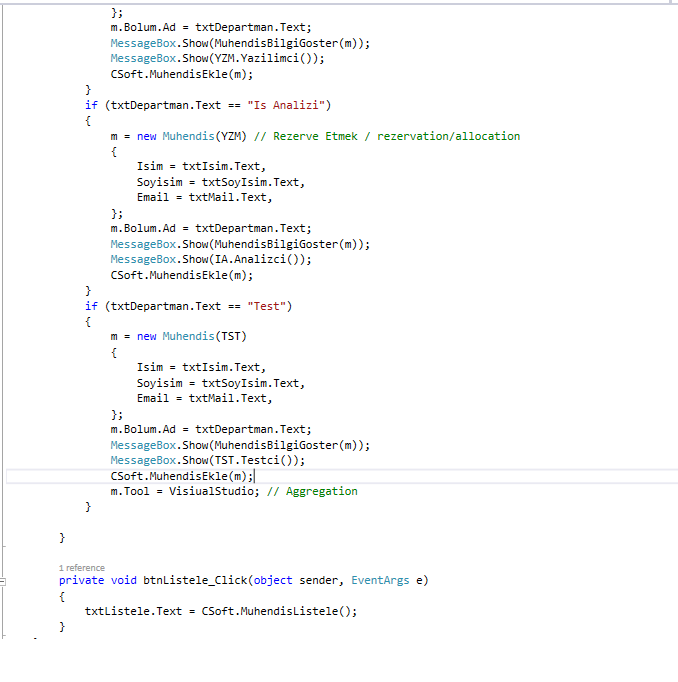 };
m.Bolum.Ad = txtDepartman.Text;
MessageBox.Show(MuhendisBilgiGoster(m));
MessageBox.Show(YZM.Yazilimci());
CSoft.MuhendisEkle(m);
}
if (txtDepartman.Text == "Is Analizi")
{
m = new Muhendis(YZM) // Rezerve Etmek / rezervation/allocation
{
Isim = txtIsim.Text,
Soyisim = txtSoyIsim.Text,
Email = txtMail.Text,
};
m.Bolum.Ad = txtDepartman.Text;
MessageBox.Show(MuhendisBilgiGoster(m));
MessageBox.Show(IA.Analizci());
CSoft.MuhendisEkle(m);
}
if (txtDepartman.Text == "Test")
{
m = new Muhendis(TST)
{
Isim = txtIsim.Text,
Soyisim = txtSoyIsim.Text,
Email = txtMail.Text,
};
m.Bolum.Ad = txtDepartman.Text;
MessageBox.Show(MuhendisBilgiGoster(m));
MessageBox.Show(TST.Testci());
CSoft.MuhendisEkle(m);
m.Tool = VisiualStudio; // Aggregation
}
}
1 reference
private void btnListele_Click(object sender, EventArgs e)
{
txtListele.Text = CSoft.MuhendisListele();
}